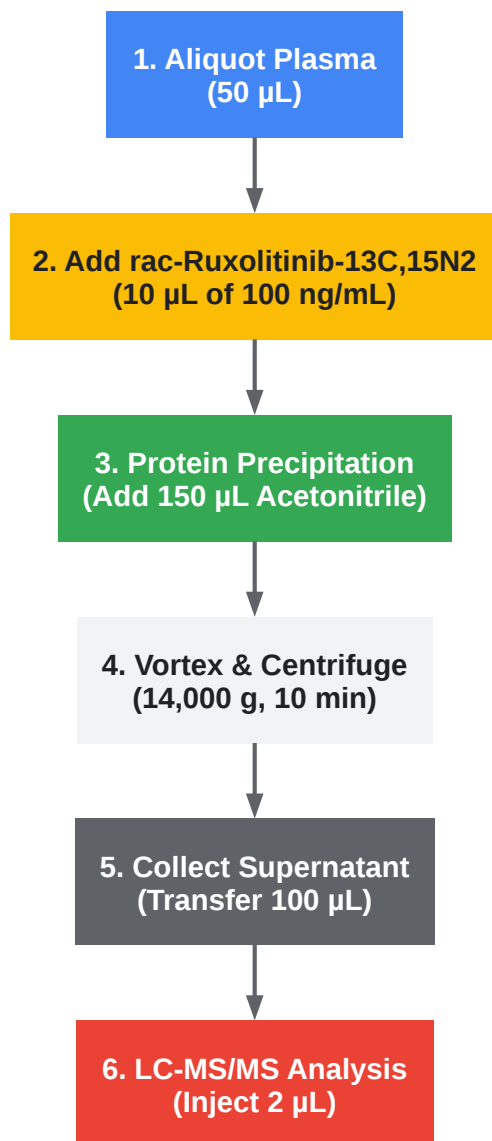 1. Aliquot Plasma
(50 µL)
2. Add rac-Ruxolitinib-13C,15N2
(10 µL of 100 ng/mL)
3. Protein Precipitation
(Add 150 µL Acetonitrile)
4. Vortex & Centrifuge
(14,000 g, 10 min)
5. Collect Supernatant
(Transfer 100 µL)
6. LC-MS/MS Analysis
(Inject 2 µL)